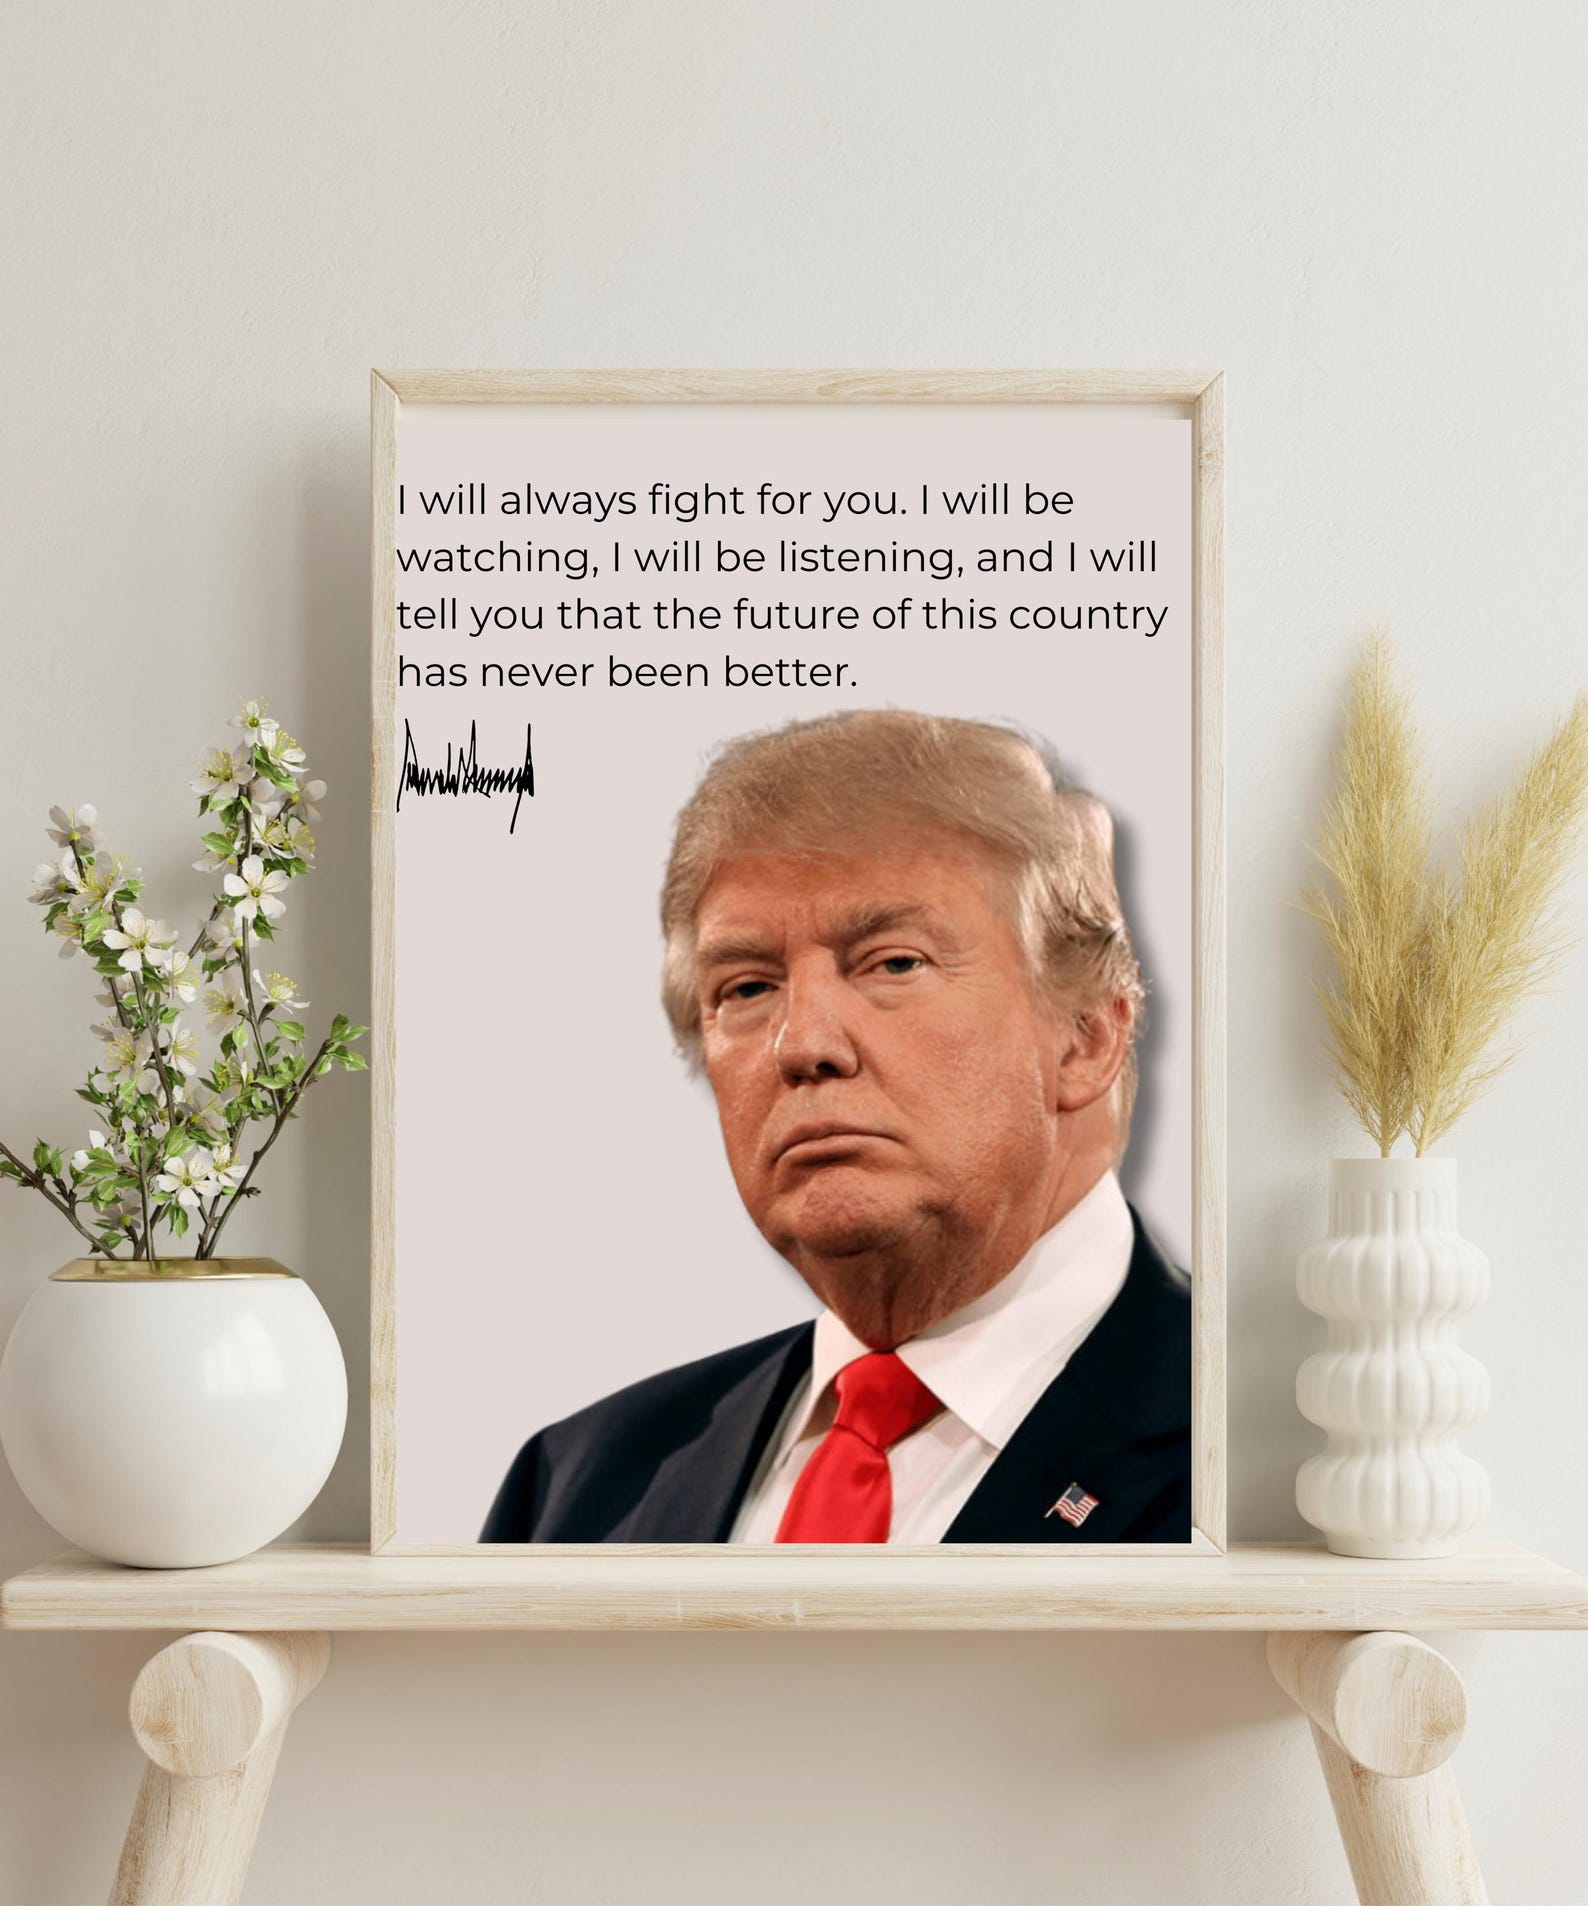 I will always fight for you. I will be
watching, I will be listening, and I will
tell you that the future of this country
has never been better.